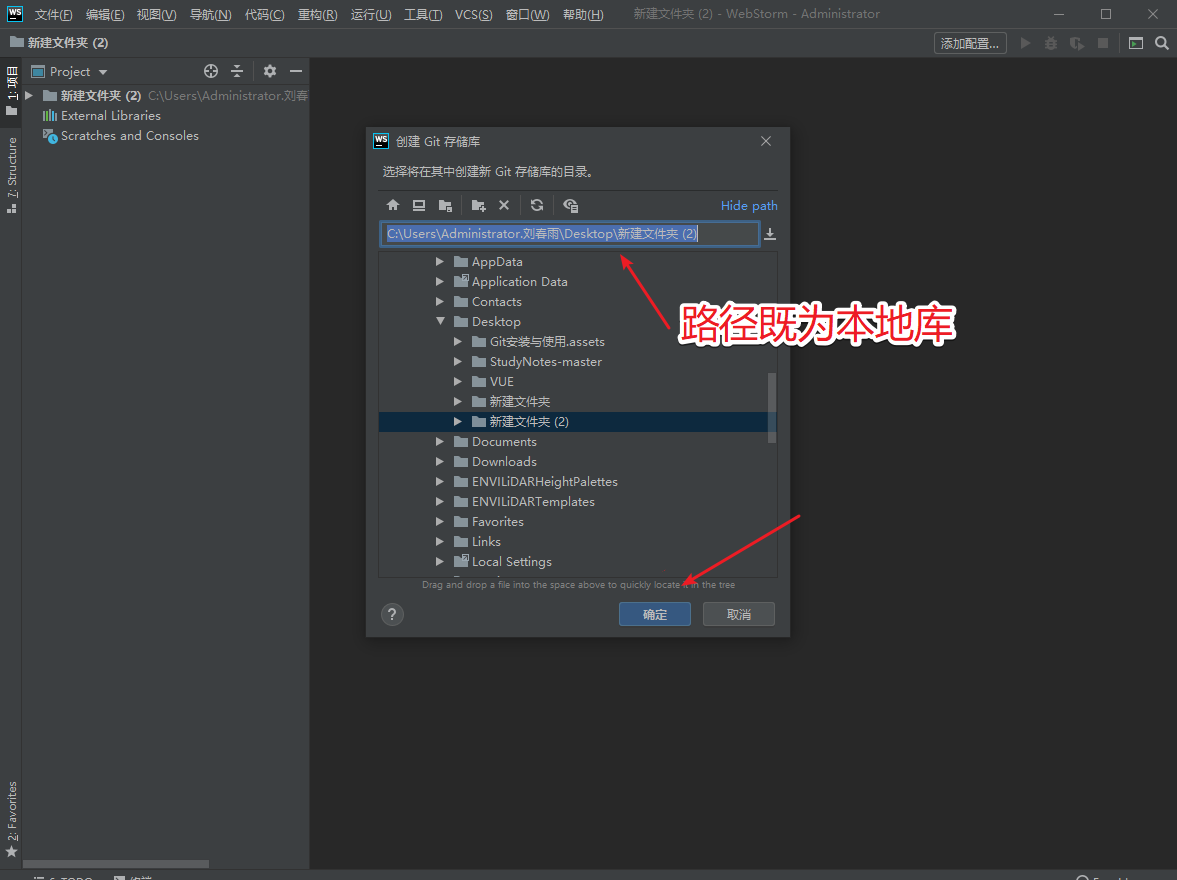 WS 文件(F) 编辑(E) 视图(V) 导航(N) 代码(C) 重构(R) 运行(U) 工具(T) VCS(S) 窗口(W) 帮助(H) 新建文件夹 (2) - WebStorm - Administrator
新建文件夹 (2) 添加配置...
1: 项目
Project
新建文件夹 (2) C:\Users\Administrator.刘春
External Libraries
Scratches and Consoles
7: Structure
WS 创建 Git 存储库
选择将在其中创建新 Git 存储库的目录。
Hide path
C:\Users\Administrator.刘春雨\Desktop\新建文件夹 (2)
AppData
Application Data
Contacts
Desktop
Git安装与使用.assets
StudyNotes-master
VUE
新建文件夹
新建文件夹 (2)
Documents
Downloads
ENVILiDARHeightPalettes
ENVILiDARTemplates
Favorites
Links
Local Settings
Drag and drop a file into the space above to quickly locate it in the tree
? 确定 取消
路径既为本地库
2: Favorites
6: TODO 终端